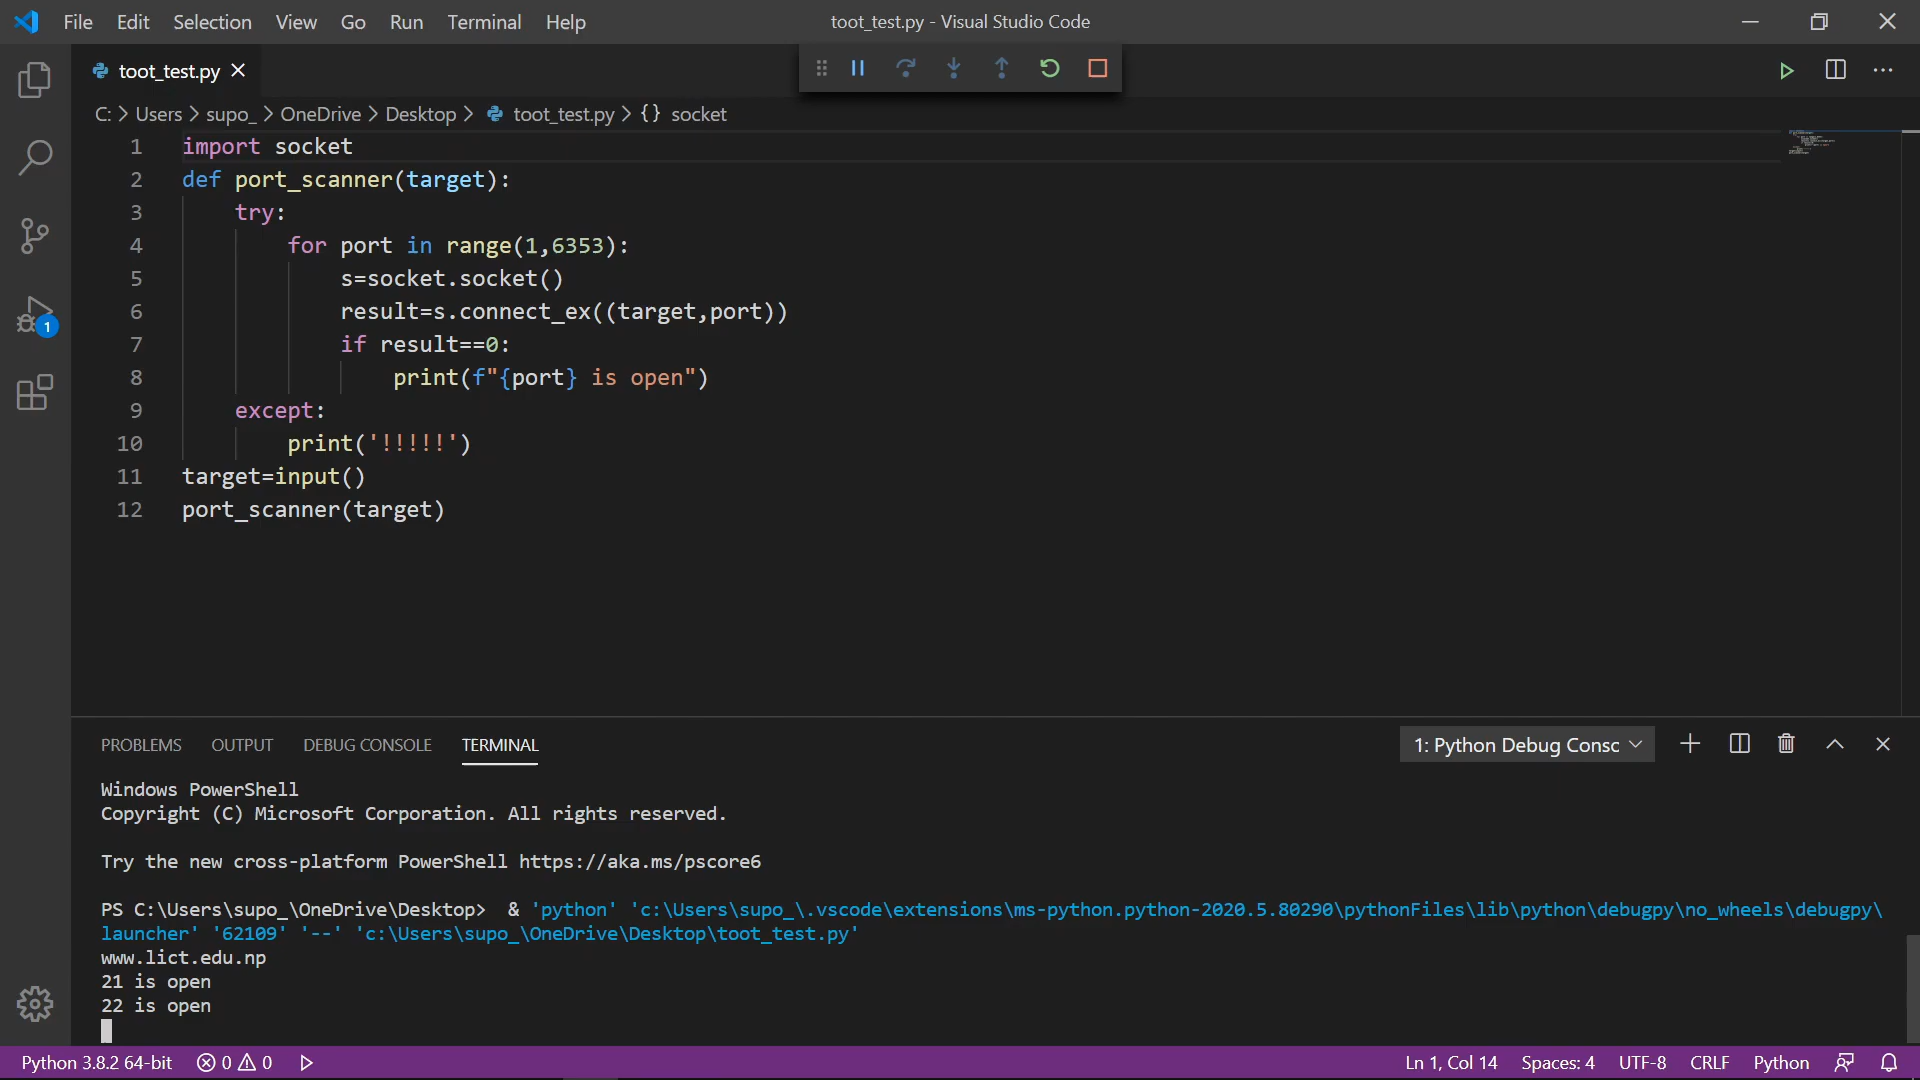 File Edit Selection View Go Run Terminal Help toot_test.py - Visual Studio Code
toot_test.py
C: > Users > supo_ > OneDrive > Desktop > toot_test.py > {} socket
1 import socket
2 def port_scanner(target):
3     try:
4         for port in range(1,6353):
5             s=socket.socket()
6             result=s.connect_ex((target,port))
7             if result==0:
8                 print(f"{port} is open")
9     except:
10         print('!!!!!')
11 target=input()
12 port_scanner(target)
1
PROBLEMS OUTPUT DEBUG CONSOLE TERMINAL 1: Python Debug Consc
Windows PowerShell
Copyright (C) Microsoft Corporation. All rights reserved.
Try the new cross-platform PowerShell https://aka.ms/pscore6
PS C:\Users\supo_\OneDrive\Desktop>  & 'python' 'c:\Users\supo_\.vscode\extensions\ms-python.python-2020.5.80290\pythonFiles\lib\python\debugpy\no_wheels\debugpy\
launcher' '62109' '--' 'c:\Users\supo_\OneDrive\Desktop\toot_test.py'
www.lict.edu.np
21 is open
22 is open
Python 3.8.2 64-bit 0 0 Ln 1, Col 14 Spaces: 4 UTF-8 CRLF Python